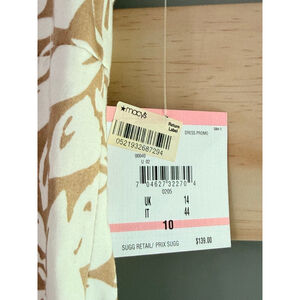 ★macy's
Return
Label
0521932687294
DRESS PROMO
U 02
7 04627 32270 4
0205
UK 14
IT 44
10
SUGG RETAIL/ PRIX SUGG $139.00